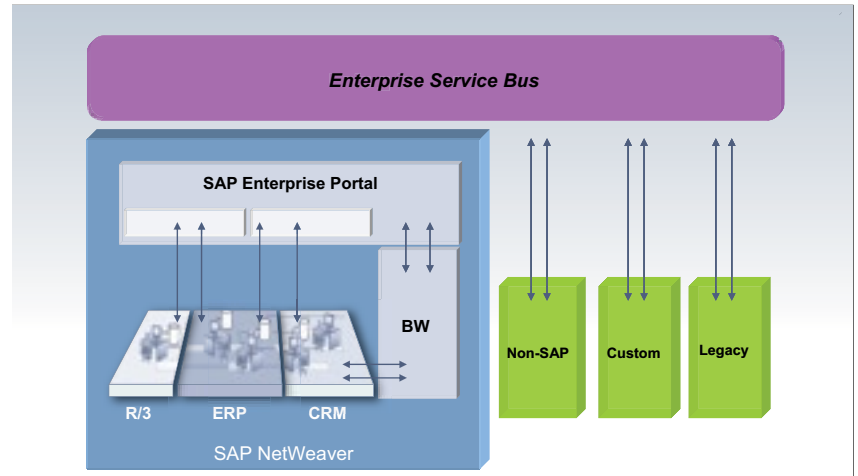 Enterprise Service Bus
SAP Enterprise Portal
BW
Non-SAP
Custom
Legacy
R/3
ERP
CRM
SAP NetWeaver